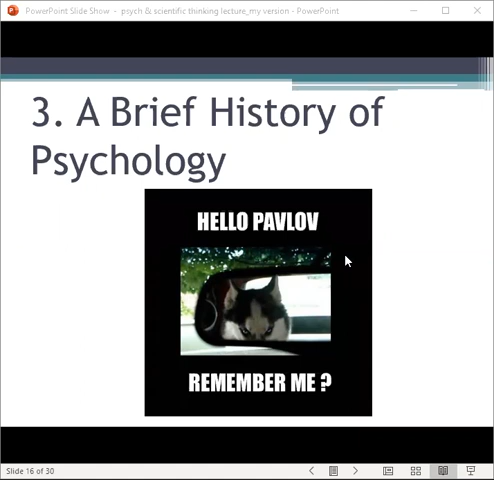 PowerPoint Slide Show - psych & scientific thinking lecture_my version - PowerPoint
3. A Brief History of
Psychology
HELLO PAVLOV
REMEMBER ME ?
Slide 16 of 30